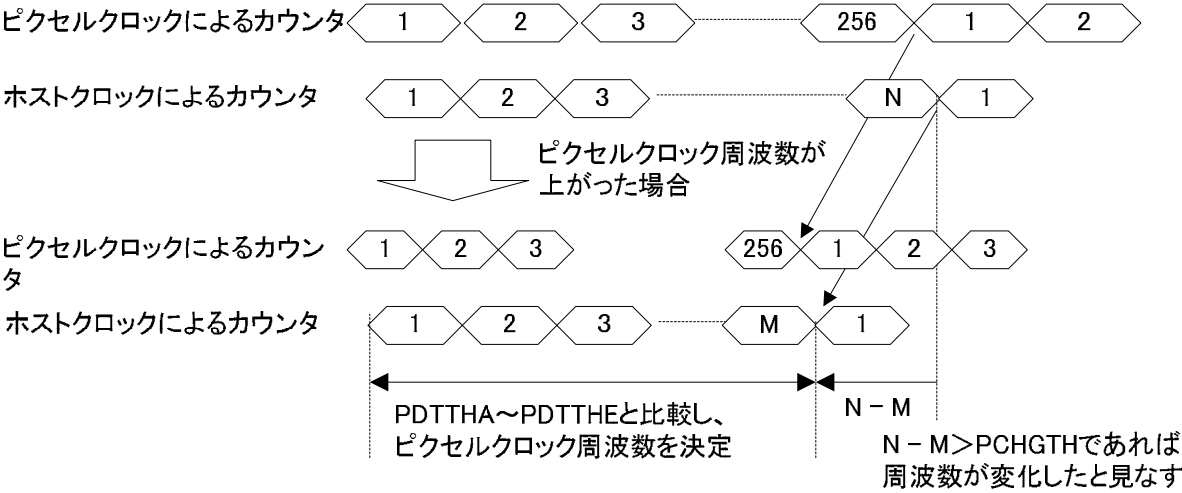 ピクセルクロックによるカウンタ 1 2 3 256 1 2
ホストクロックによるカウンタ 1 2 3 N 1
ピクセルクロック周波数が
上がった場合
ピクセルクロックによるカウン
タ
1 2 3 256 1 2 3
ホストクロックによるカウンタ 1 2 3 M 1
PDTTHA～PDTTHEと比較し、
ピクセルクロック周波数を決定
N－M
N－M＞PCHGTHであれば
周波数が変化したと見なす